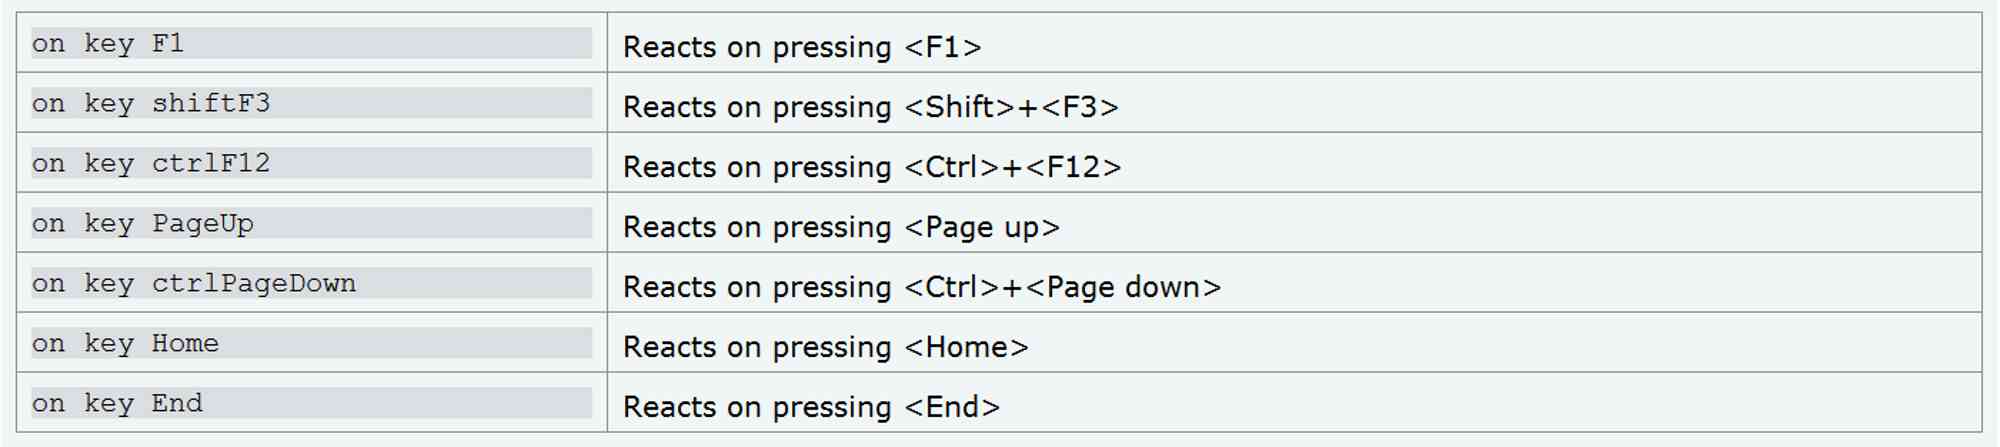 on key F1 Reacts on pressing <F1>
on key shiftF3 Reacts on pressing <Shift>+<F3>
on key ctrlF12 Reacts on pressing <Ctrl>+<F12>
on key PageUp Reacts on pressing <Page up>
on key ctrlPageDown Reacts on pressing <Ctrl>+<Page down>
on key Home Reacts on pressing <Home>
on key End Reacts on pressing <End>